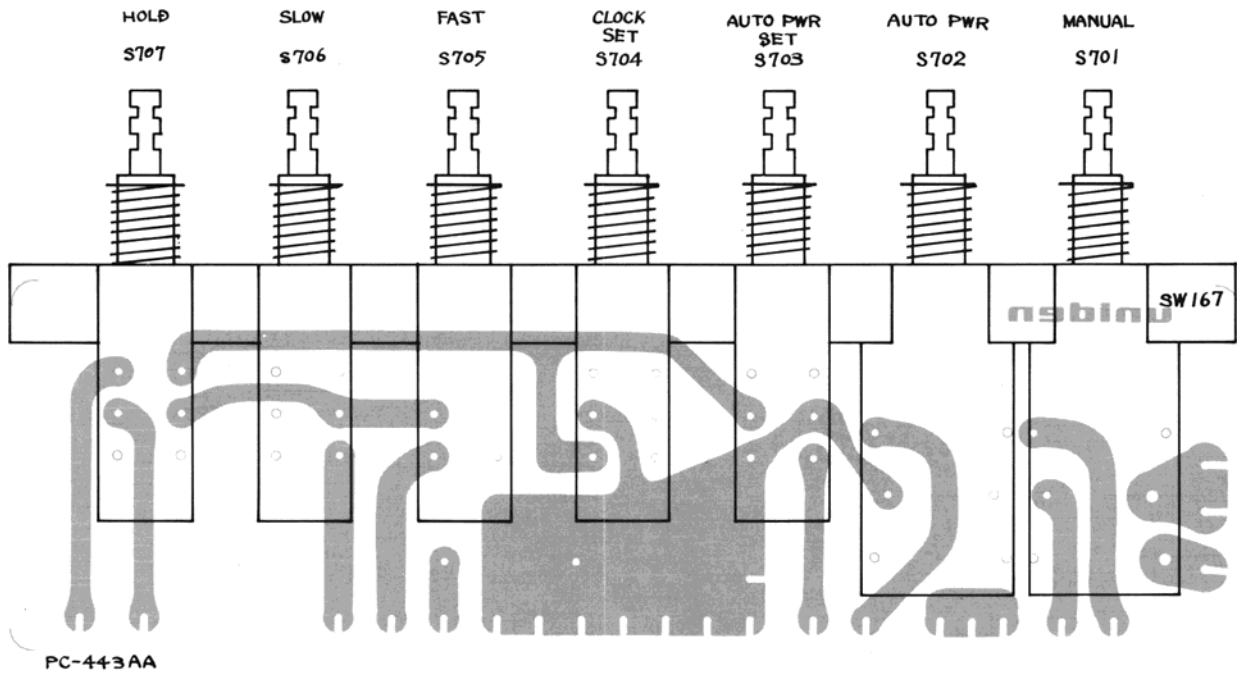 HOLD
S707
SLOW
S706
FAST
S705
CLOCK
SET
S704
AUTO PWR
SET
S703
AUTO PWR
S702
MANUAL
S701
SW167
uniden
PC-443AA